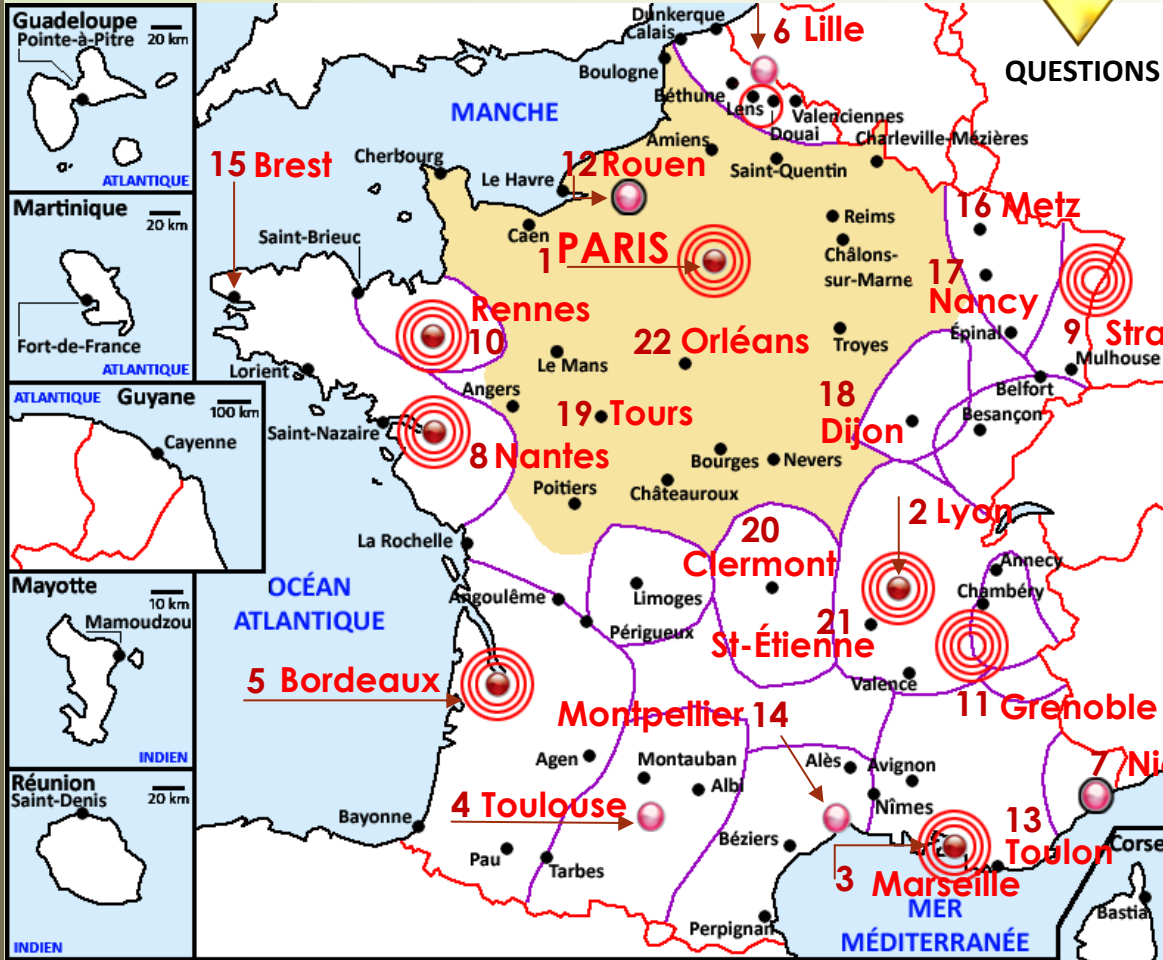 Guadeloupe
Pointe-à-Pitre
20 km
ATLANTIQUE
Martinique
20 km
Fort-de-France
ATLANTIQUE
ATLANTIQUE
Guyane
100 km
Cayenne
Mayotte
10 km
Mamoudzou
INDIEN
Réunion
Saint-Denis
20 km
INDIEN
QUESTIONS
Dunkerque
Calais
6 Lille
Boulogne
MANCHE
Béthune
Lens
Valenciennes
Douai
Amiens
Charleville-Mézières
Saint-Quentin
15 Brest
Cherbourg
Le Havre
12 Rouen
Caen
Reims
16 Metz
Saint-Brieuc
1 PARIS
Châlons-
sur-Marne
17
Nancy
Rennes
10
Le Mans
22 Orléans
Troyes
Épinal
9 Stra
Mulhouse
Belfort
Lorient
Angers
19 Tours
18
Dijon
Besançon
Saint-Nazaire
8 Nantes
Bourges
Nevers
Poitiers
Châteauroux
La Rochelle
20
Clermont
2 Lyon
Annecy
Chambéry
OCÉAN
ATLANTIQUE
Angoulême
Limoges
Périgueux
21
St-Étienne
Valence
5 Bordeaux
Montpellier 14
11 Grenoble
Agen
Montauban
Albi
Alès
Avignon
7 Ni
4 Toulouse
Nîmes
Bayonne
Béziers
13
Toulon
Corse
Pau
Tarbes
3 Marseille
Bastia
Perpignan
MER
MÉDITERRANÉE